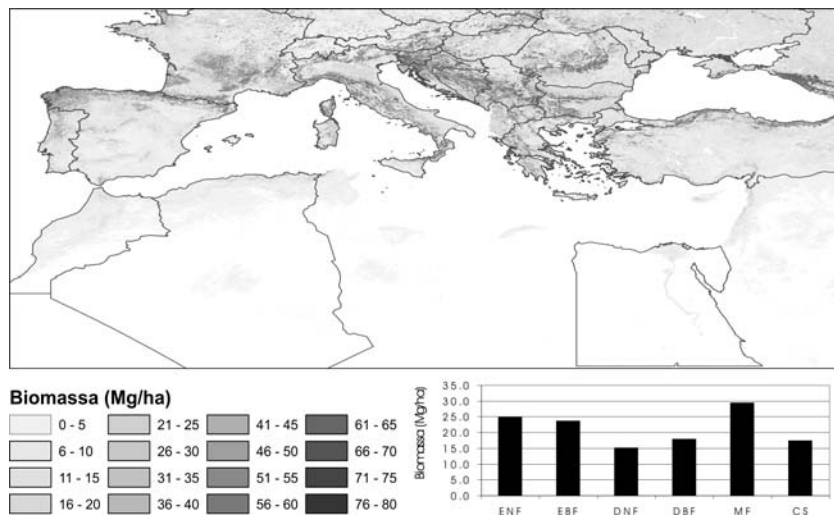 Biomassa (Mg/ha)
0 - 5
6 - 10
11 - 15
16 - 20
21 - 25
26 - 30
31 - 35
36 - 40
41 - 45
46 - 50
51 - 55
56 - 60
61 - 65
66 - 70
71 - 75
76 - 80
Biomassa (Mg/ha)
35.0
30.0
25.0
20.0
15.0
10.0
5.0
0.0
ENF EBF DNF DBF MF CS